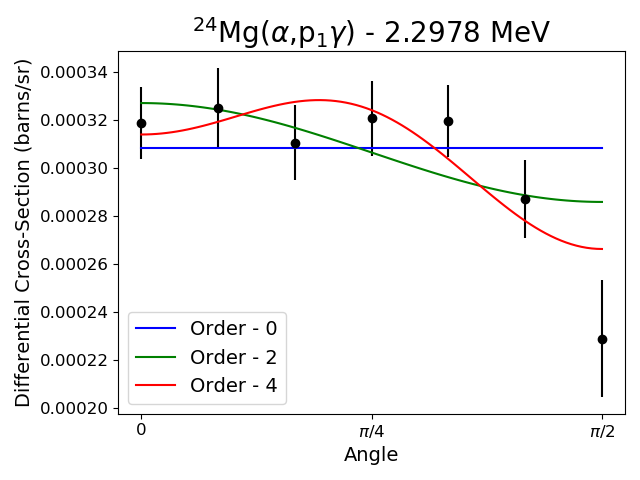 ²⁴Mg(α,p₁γ) - 2.2978 MeV
Differential Cross-Section (barns/sr)
0.00034
0.00032
0.00030
0.00028
0.00026
0.00024
0.00022
0.00020
Order - 0
Order - 2
Order - 4
0
π/4
π/2
Angle